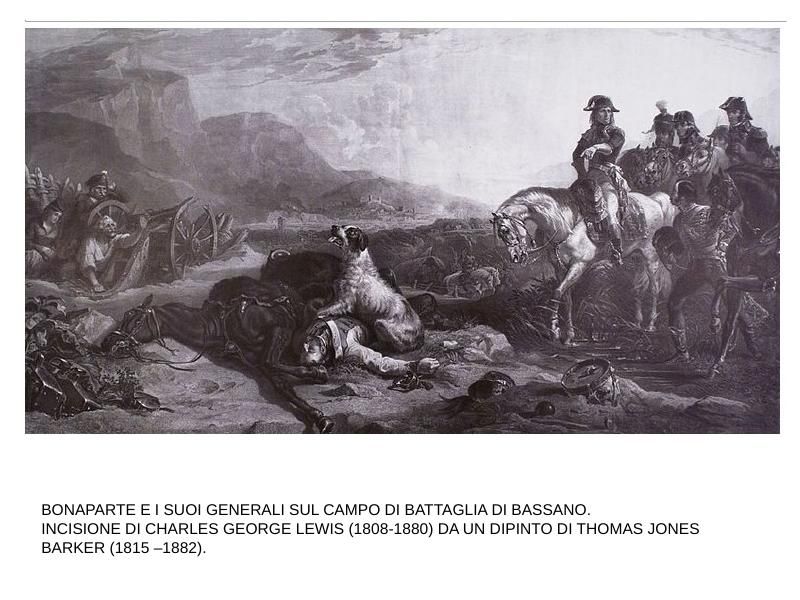 BONAPARTE E I SUOI GENERALI SUL CAMPO DI BATTAGLIA DI BASSANO.
INCISIONE DI CHARLES GEORGE LEWIS (1808-1880) DA UN DIPINTO DI THOMAS JONES
BARKER (1815 –1882).